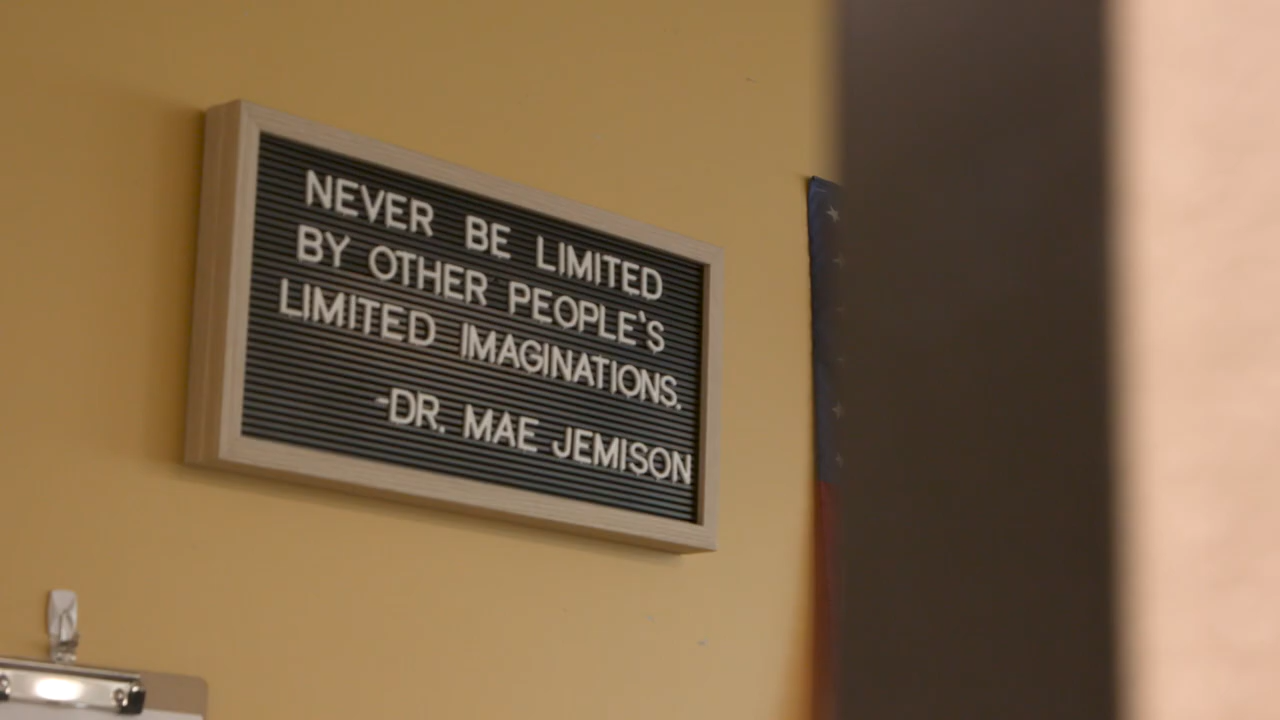 NEVER BE LIMITED
BY OTHER PEOPLE'S
LIMITED IMAGINATIONS.
-DR. MAE JEMISON